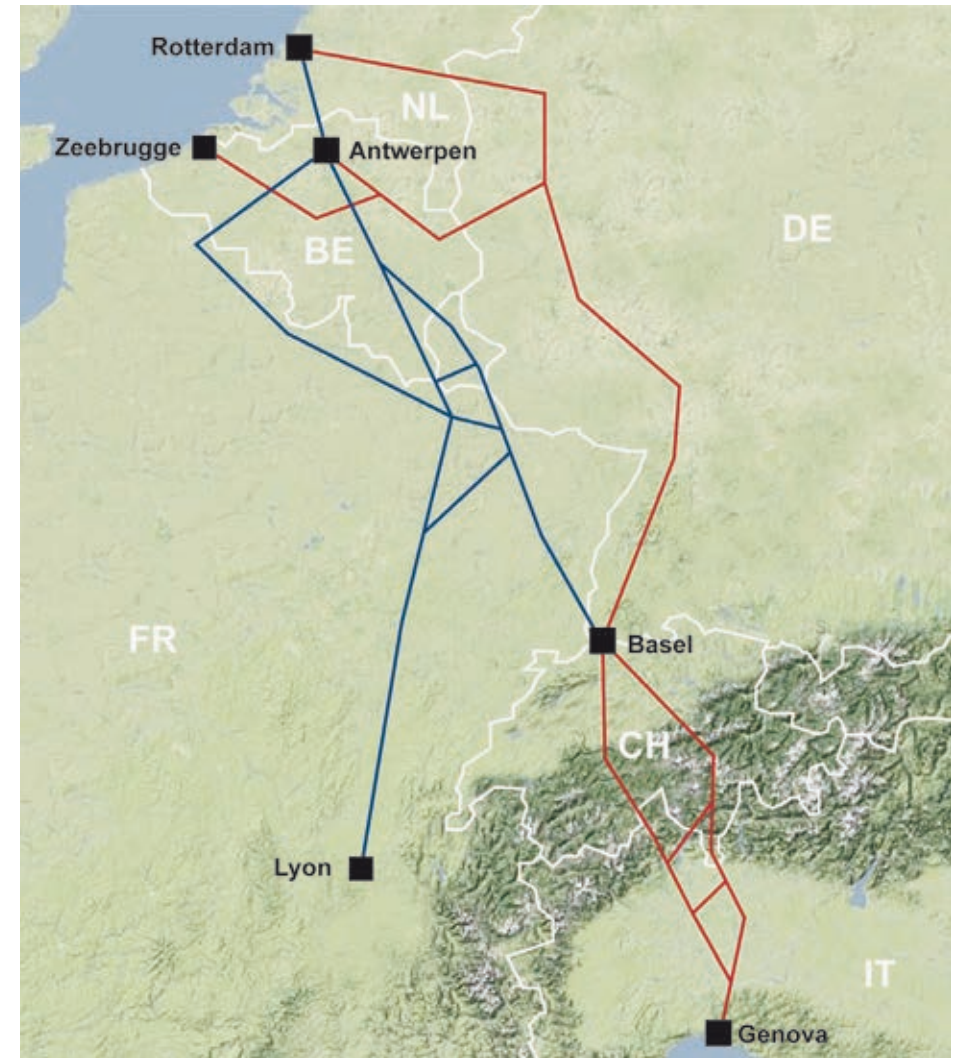 Rotterdam
NL
Zeebrugge
Antwerpen
DE
BE
FR
Basel
CH
Lyon
IT
Genova